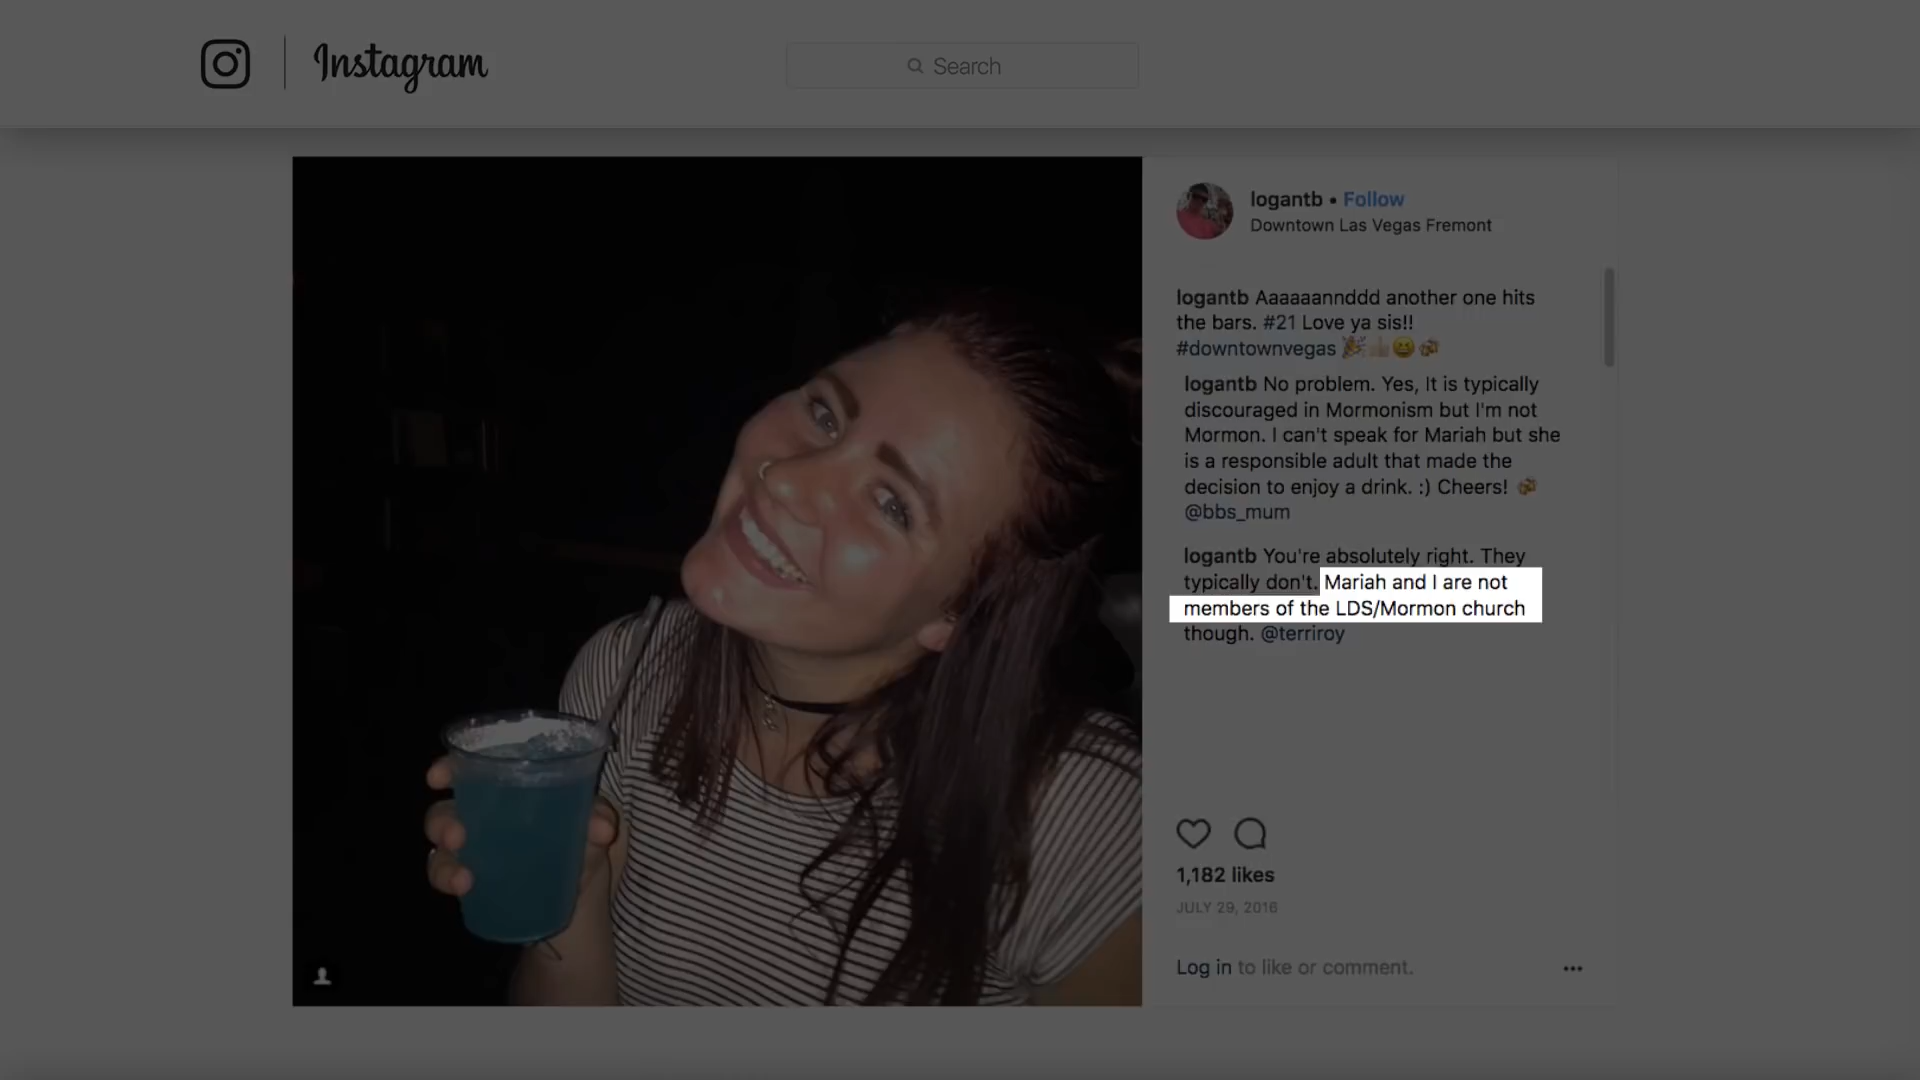 Instagram
Search
logantb • Follow
Downtown Las Vegas Fremont
logantb Aaaaaannddd another one hits
the bars. #21 Love ya sis!!
#downtownvegas 🎉👍🏻😆🍻
logantb No problem. Yes, It is typically
discouraged in Mormonism but I'm not
Mormon. I can't speak for Mariah but she
is a responsible adult that made the
decision to enjoy a drink. :) Cheers! 🍻
@bbs_mum
logantb You're absolutely right. They
typically don't. Mariah and I are not
members of the LDS/Mormon church
though. @terriroy
1,182 likes
JULY 29, 2016
Log in to like or comment.